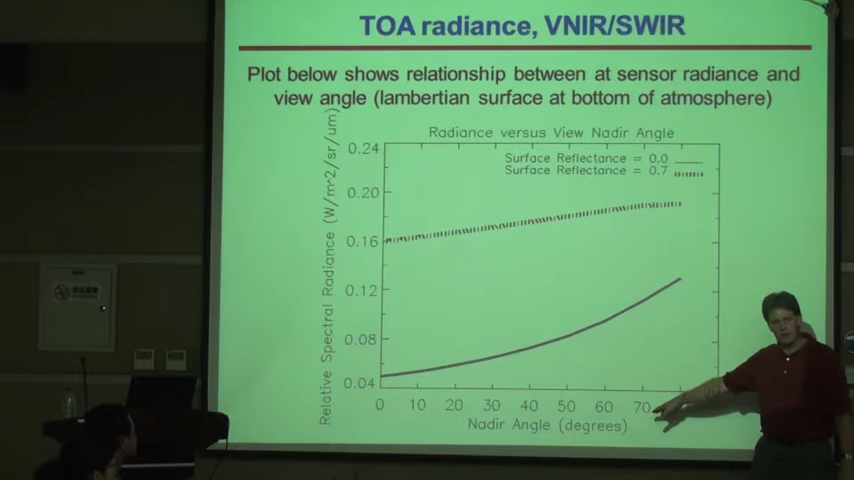 TOA radiance, VNIR/SWIR
Plot below shows relationship between at sensor radiance and
view angle (lambertian surface at bottom of atmosphere)
Radiance versus View Nadir Angle
Surface Reflectance = 0.0
Surface Reflectance = 0.7
Relative Spectral Radiance (W/m^2/sr/um)
0.24
0.20
0.16
0.12
0.08
0.04
0 10 20 30 40 50 60 70
Nadir Angle (degrees)